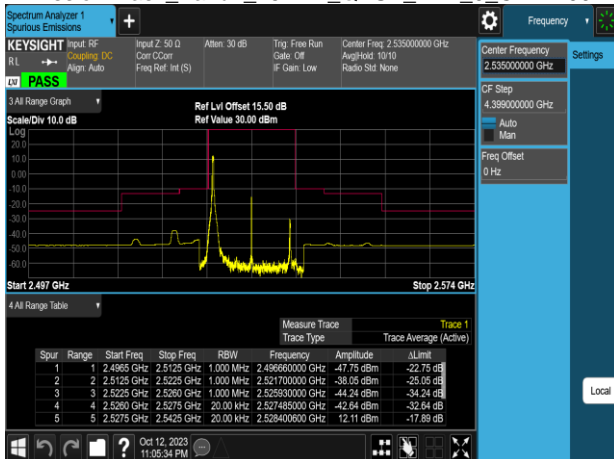 Spectrum Analyzer 1
Spurious Emissions
Frequency
KEYSIGHT
Input: RF
Input Z: 50 Ω
Atten: 30 dB
Trig: Free Run
Center Freq: 2.535000000 GHz
RL
Coupling: DC
Corr CCorr
Gate: Off
Avg|Hold: 10/10
Align: Auto
Freq Ref: Int (S)
IF Gain: Low
Radio Std: None
LXI
PASS
Center Frequency
2.535000000 GHz
Settings
CF Step
4.399000000 GHz
Auto
Man
Freq Offset
0 Hz
3 All Range Graph
Ref Lvl Offset 15.50 dB
Scale/Div 10.0 dB
Ref Value 30.00 dBm
Log
20.0
10.0
0.00
-10.0
-20.0
-30.0
-40.0
-50.0
-60.0
Start 2.497 GHz
Stop 2.574 GHz
4 All Range Table
Measure Trace Trace 1
Trace Type Trace Average (Active)
Spur Range Start Freq Stop Freq RBW Frequency Amplitude ΔLimit
1 1 2.4965 GHz 2.5125 GHz 1.000 MHz 2.496660000 GHz -47.75 dBm -22.75 dB
2 2 2.5125 GHz 2.5225 GHz 1.000 MHz 2.521700000 GHz -38.05 dBm -25.05 dB
3 3 2.5225 GHz 2.5260 GHz 1.000 MHz 2.525930000 GHz -44.24 dBm -34.24 dB
4 4 2.5260 GHz 2.5275 GHz 20.00 kHz 2.527485000 GHz -42.64 dBm -32.64 dB
5 5 2.5275 GHz 2.5425 GHz 20.00 kHz 2.528400600 GHz 12.11 dBm -17.89 dB
Local
Oct 12, 2023
11:05:34 PM